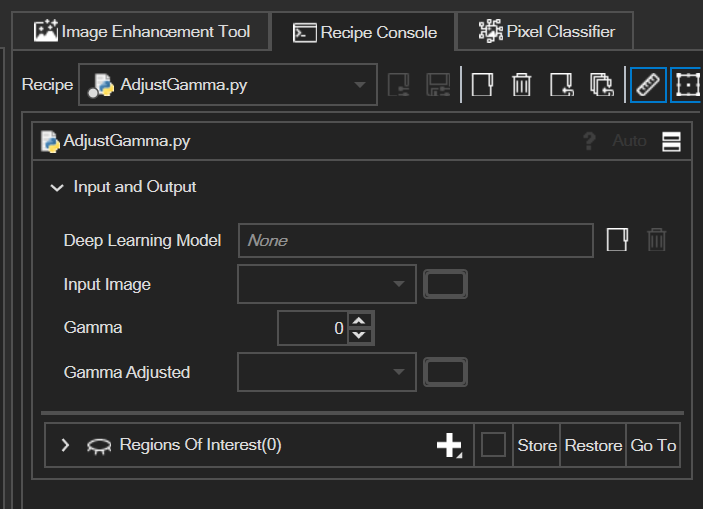 Image Enhancement Tool
Recipe Console
Pixel Classifier
Recipe
AdjustGamma.py
AdjustGamma.py
? Auto
Input and Output
Deep Learning Model
None
Input Image
Gamma
0
Gamma Adjusted
Regions Of Interest(0)
Store
Restore
Go To